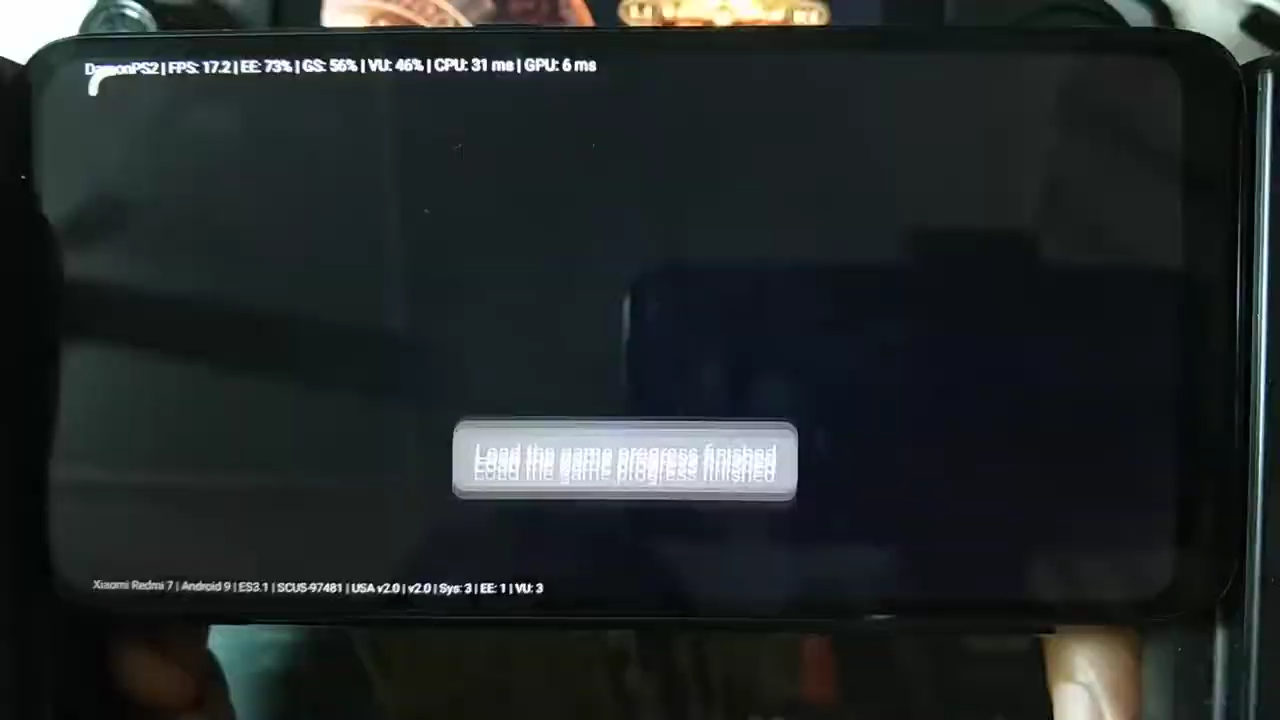 DamonPS2 | FPS: 17.2 | EE: 73% | GS: 56% | VU: 46% | CPU: 31 ms | GPU: 6 ms
Load the game progress finished
Xiaomi Redmi 7 | Android 9 | ES3.1 | SCUS-97481 | USA v2.0 | v2.0 | Sys: 3 | EE: 1 | VU: 3